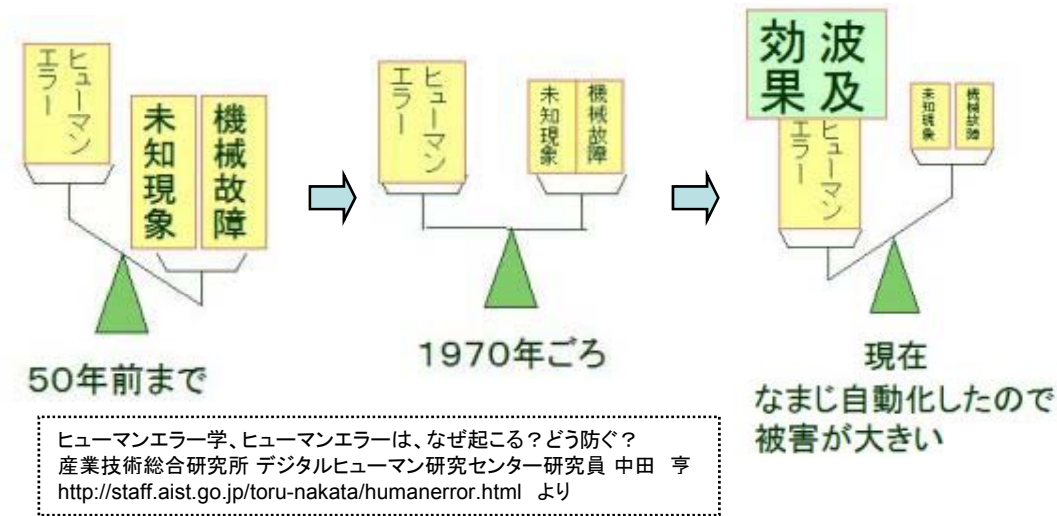 ヒューマン
エラー
未知現象
機械故障
50年前まで
ヒューマン
エラー
未知現象
機械故障
1970年ごろ
波及
効果
ヒューマン
エラー
未知現象
機械故障
現在
なまじ自動化したので
被害が大きい
ヒューマンエラー学、ヒューマンエラーは、なぜ起こる？どう防ぐ？
産業技術総合研究所 デジタルヒューマン研究センター研究員 中田　亨
http://staff.aist.go.jp/toru-nakata/humanerror.html より